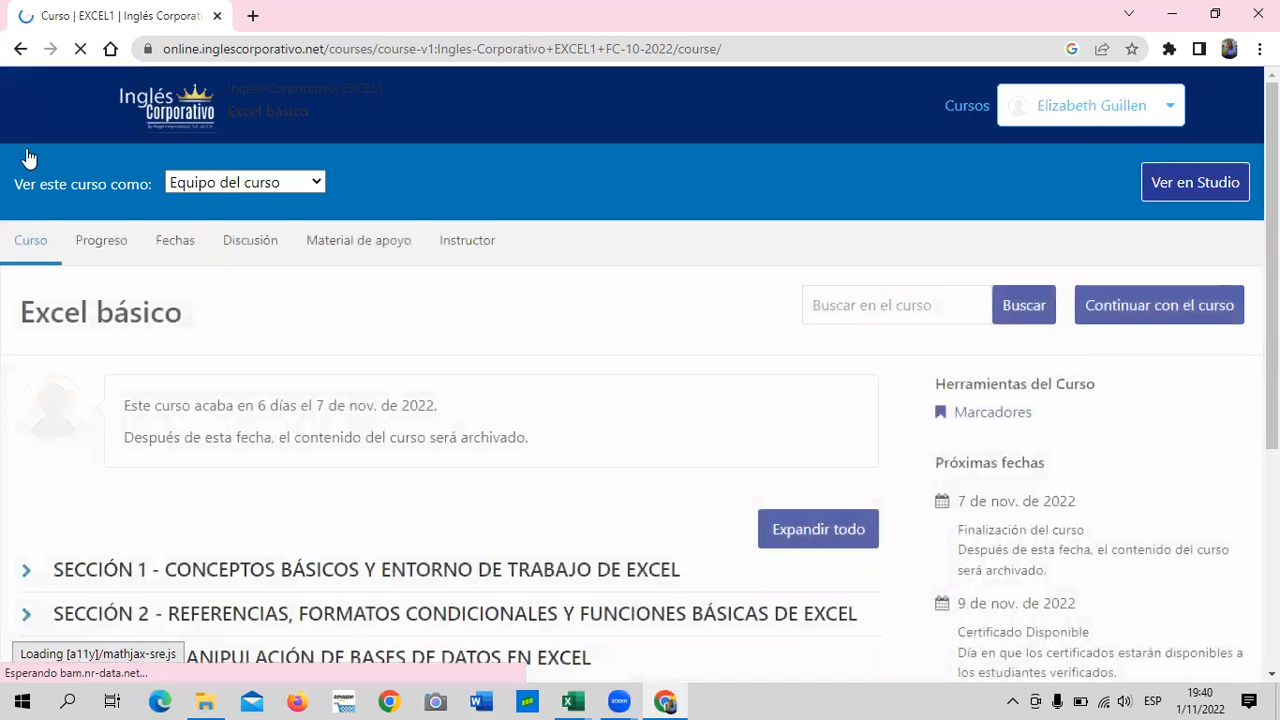 Curso | EXCEL1 | Inglés Corporati
online.inglescorporativo.net/courses/course-v1:Ingles-Corporativo+EXCEL1+FC-10-2022/course/
Inglés Corporativo
Ingles-Corporativo/EXCEL1
Excel básico
Cursos
Elizabeth Guillen
Ver este curso como:
Equipo del curso
Ver en Studio
Curso
Progreso
Fechas
Discusión
Material de apoyo
Instructor
Excel básico
Buscar en el curso
Buscar
Continuar con el curso
Este curso acaba en 6 días el 7 de nov. de 2022.
Después de esta fecha, el contenido del curso será archivado.
Herramientas del Curso
Marcadores
Próximas fechas
7 de nov. de 2022
Finalización del curso
Después de esta fecha, el contenido del curso
será archivado.
9 de nov. de 2022
Certificado Disponible
Día en que los certificados estarán disponibles a
los estudiantes verificados.
Expandir todo
SECCIÓN 1 - CONCEPTOS BÁSICOS Y ENTORNO DE TRABAJO DE EXCEL
SECCIÓN 2 - REFERENCIAS, FORMATOS CONDICIONALES Y FUNCIONES BÁSICAS DE EXCEL
ANIPULACIÓN DE BASES DE DATOS EN EXCEL
Loading [a11y]/mathjax-sre.js
Esperando bam.nr-data.net...
zoom
ESP
19:40
1/11/2022